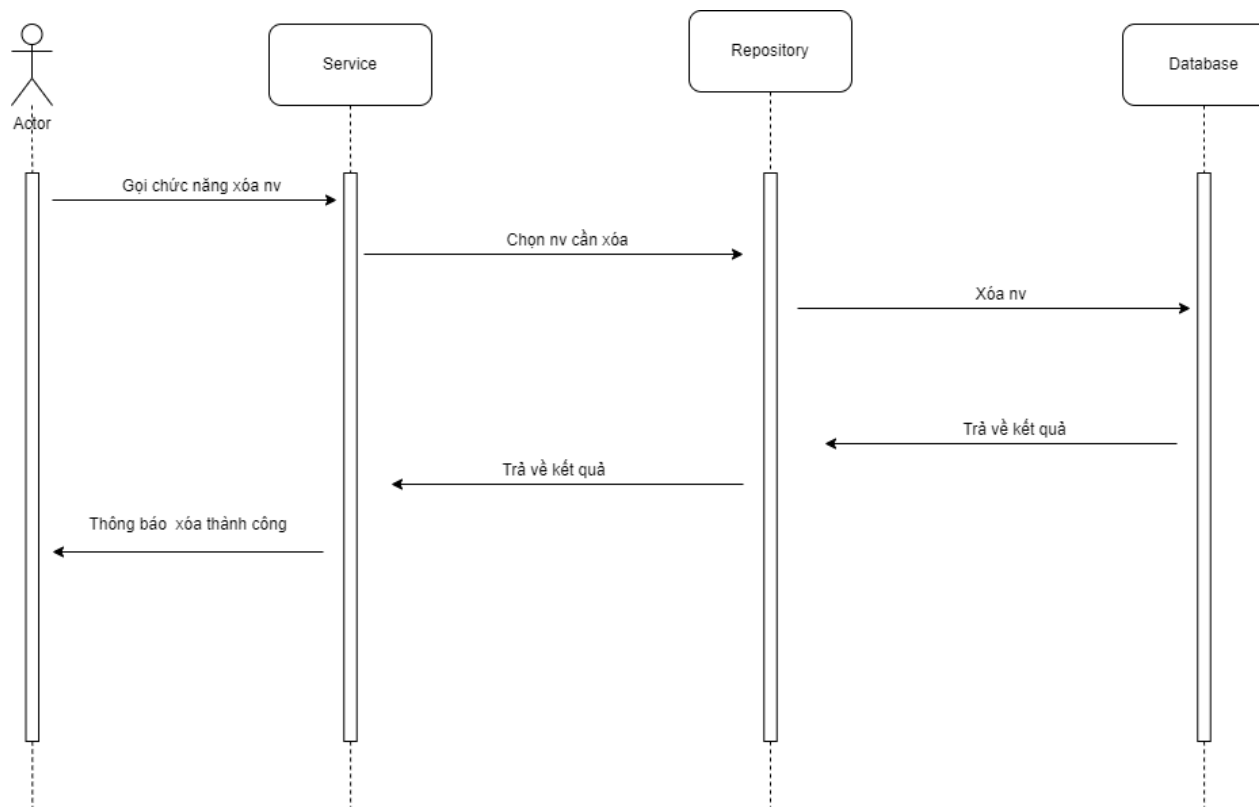 Actor
Service
Repository
Database
Gọi chức năng xóa nv
Chọn nv cần xóa
Xóa nv
Trả về kết quả
Trả về kết quả
Thông báo xóa thành công